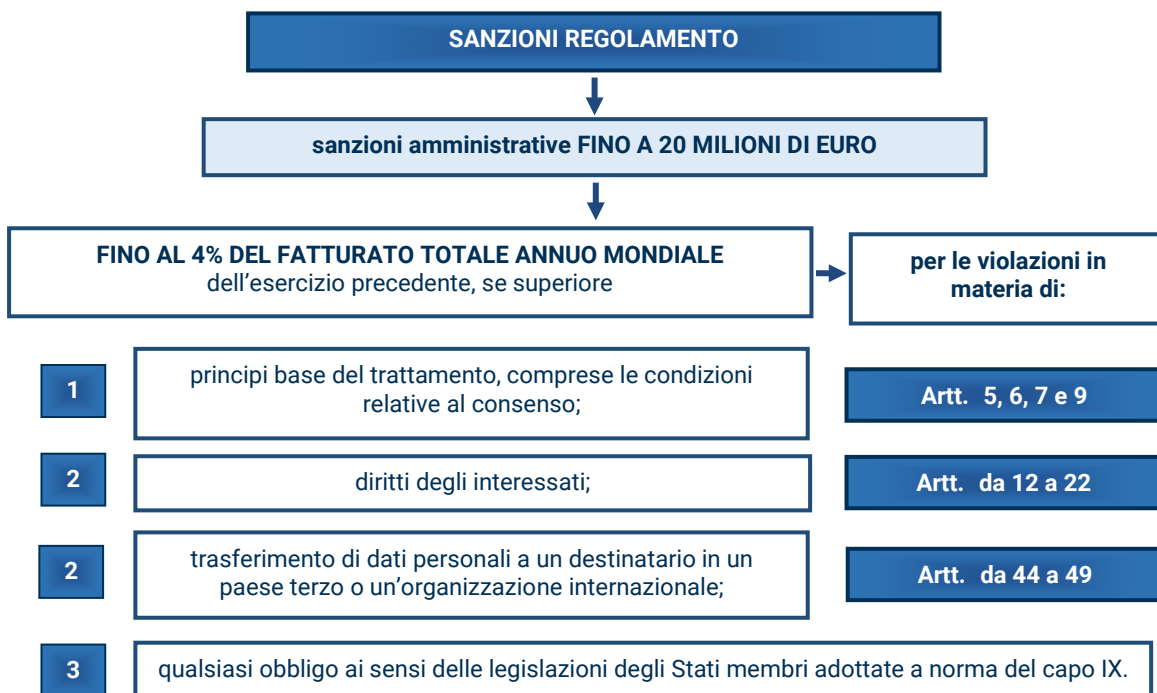 SANZIONI REGOLAMENTO
sanzioni amministrative FINO A 20 MILIONI DI EURO
FINO AL 4% DEL FATTURATO TOTALE ANNUO MONDIALE
dell'esercizio precedente, se superiore
per le violazioni in
materia di:
1
principi base del trattamento, comprese le condizioni
relative al consenso;
Artt. 5, 6, 7 e 9
2
diritti degli interessati;
Artt. da 12 a 22
2
trasferimento di dati personali a un destinatario in un
paese terzo o un'organizzazione internazionale;
Artt. da 44 a 49
3
qualsiasi obbligo ai sensi delle legislazioni degli Stati membri adottate a norma del capo IX.